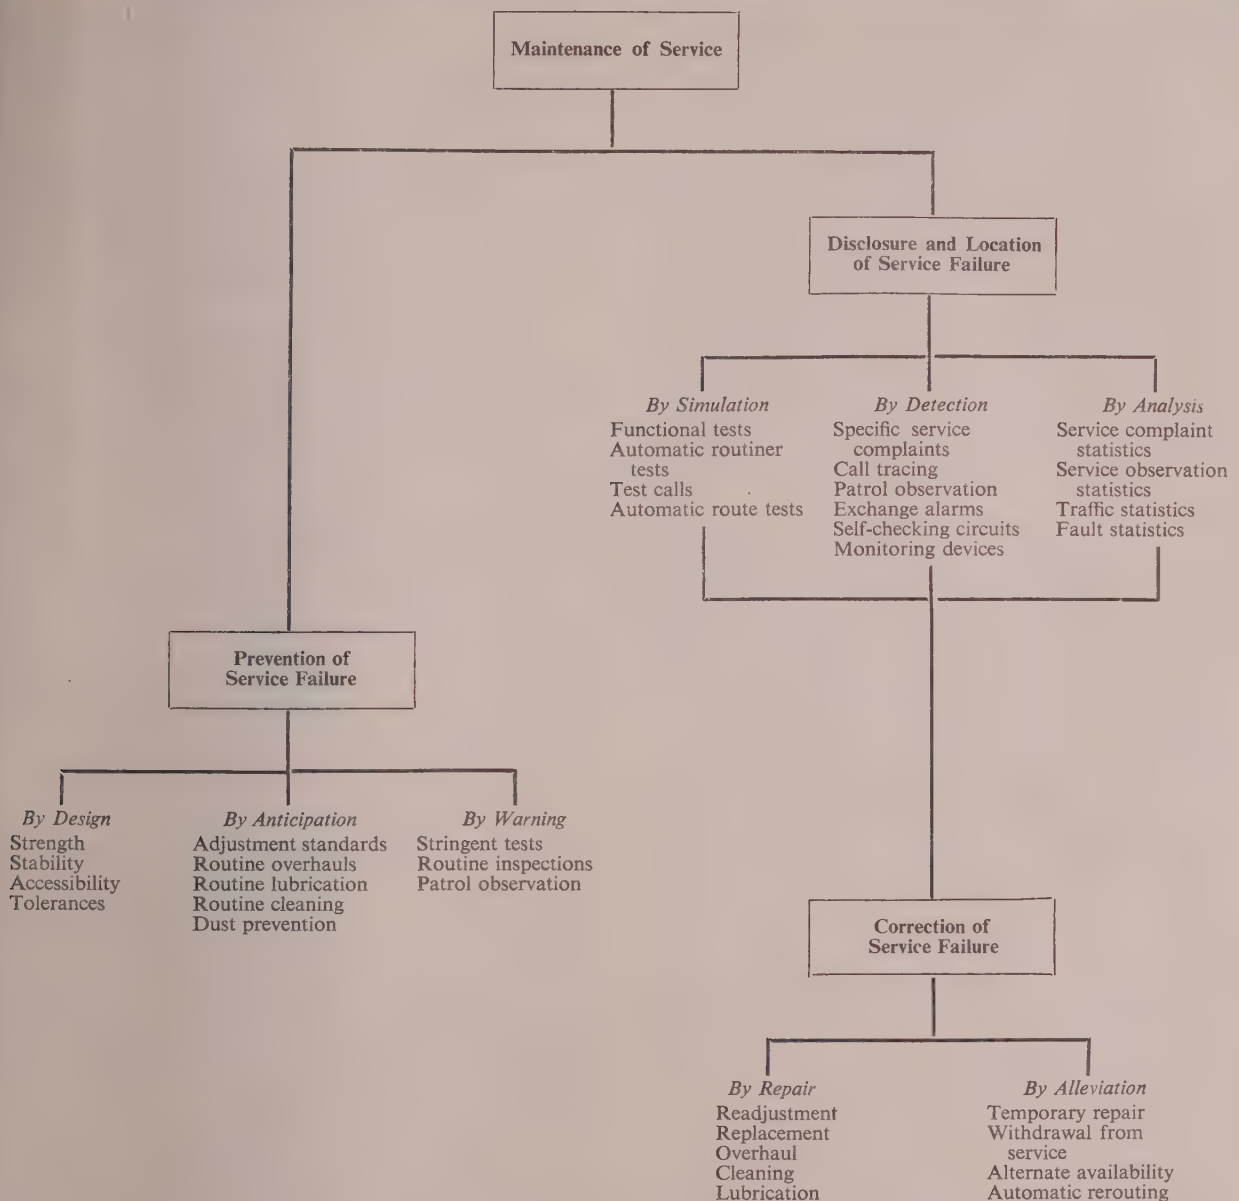 Maintenance of Service
Disclosure and Location
of Service Failure
By Simulation
Functional tests
Automatic routiner
tests
Test calls
Automatic route tests
By Detection
Specific service
complaints
Call tracing
Patrol observation
Exchange alarms
Self-checking circuits
Monitoring devices
By Analysis
Service complaint
statistics
Service observation
statistics
Traffic statistics
Fault statistics
Prevention of
Service Failure
By Design
Strength
Stability
Accessibility
Tolerances
By Anticipation
Adjustment standards
Routine overhauls
Routine lubrication
Routine cleaning
Dust prevention
By Warning
Stringent tests
Routine inspections
Patrol observation
Correction of
Service Failure
By Repair
Readjustment
Replacement
Overhaul
Cleaning
Lubrication
By Alleviation
Temporary repair
Withdrawal from
service
Alternate availability
Automatic rerouting